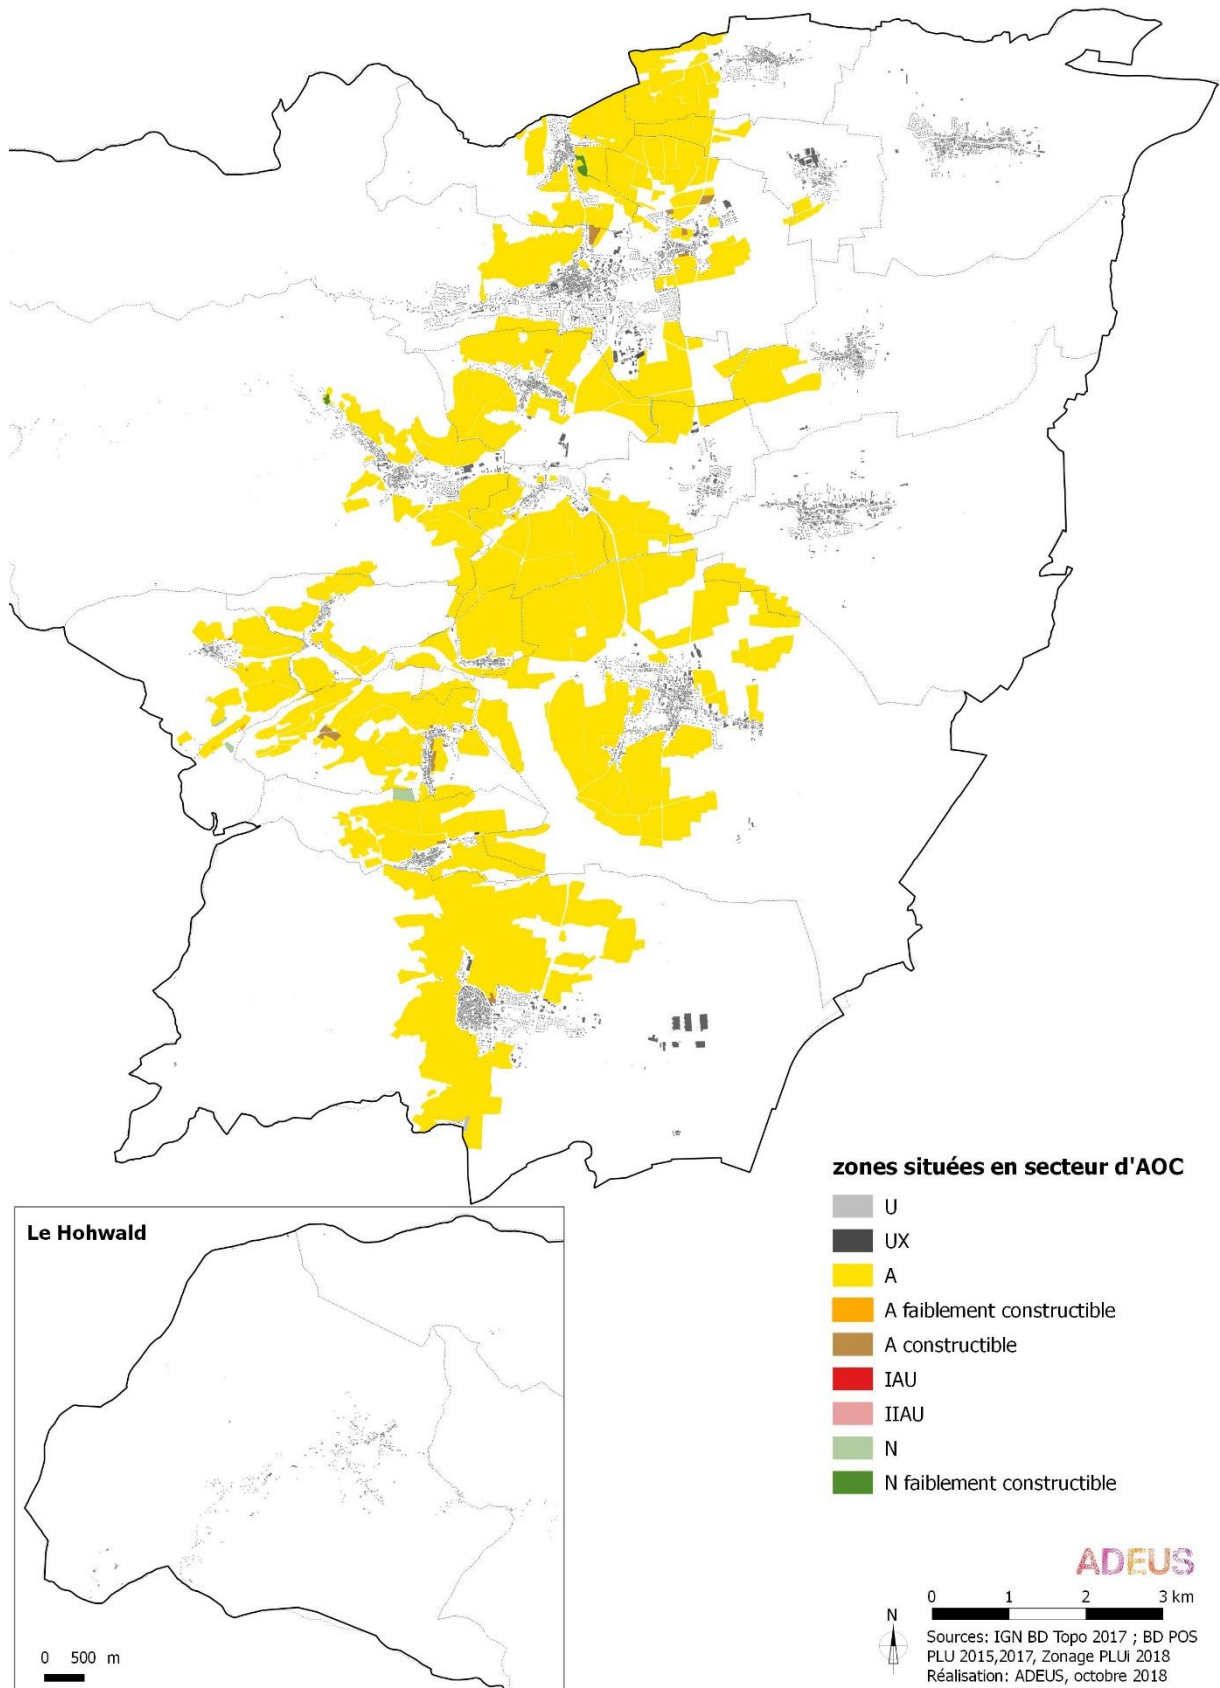 zones situées en secteur d'AOC
U
UX
A
A faiblement constructible
A constructible
IAU
IIAU
N
N faiblement constructible
Le Hohwald
0 500 m
ADEUS
0 1 2 3 km
N
Sources: IGN BD Topo 2017 ; BD POS
PLU 2015,2017, Zonage PLUi 2018
Réalisation: ADEUS, octobre 2018